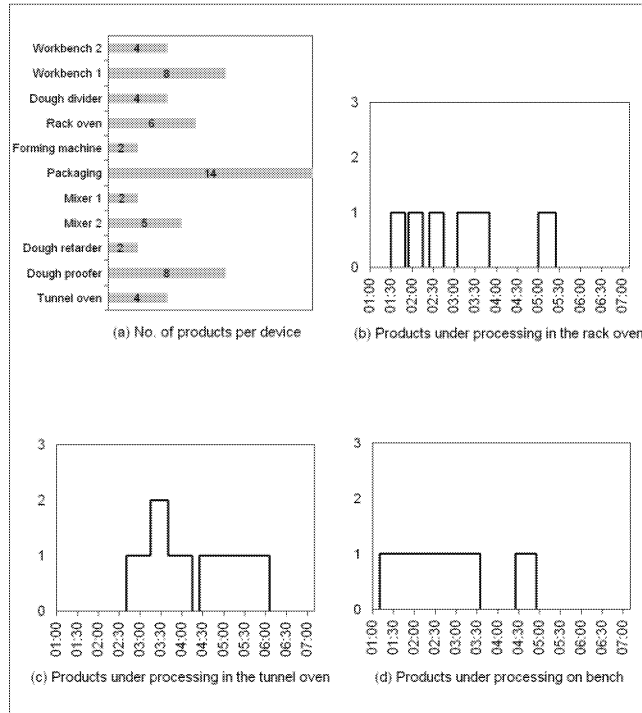 Workbench 2 4
Workbench 1 8
Dough divider 4
Rack oven 6
Forming machine 2
Packaging 14
Mixer 1 2
Mixer 2 5
Dough retarder 2
Dough proofer 8
Tunnel oven 4
(a) No. of products per device
3
2
1
0
01:00 01:30 02:00 02:30 03:00 03:30 04:00 04:30 05:00 05:30 06:00 06:30 07:00
(b) Products under processing in the rack oven
3
2
1
0
01:00 01:30 02:00 02:30 03:00 03:30 04:00 04:30 05:00 05:30 06:00 06:30 07:00
(c) Products under processing in the tunnel oven
3
2
1
0
01:00 01:30 02:00 02:30 03:00 03:30 04:00 04:30 05:00 05:30 06:00 06:30 07:00
(d) Products under processing on bench